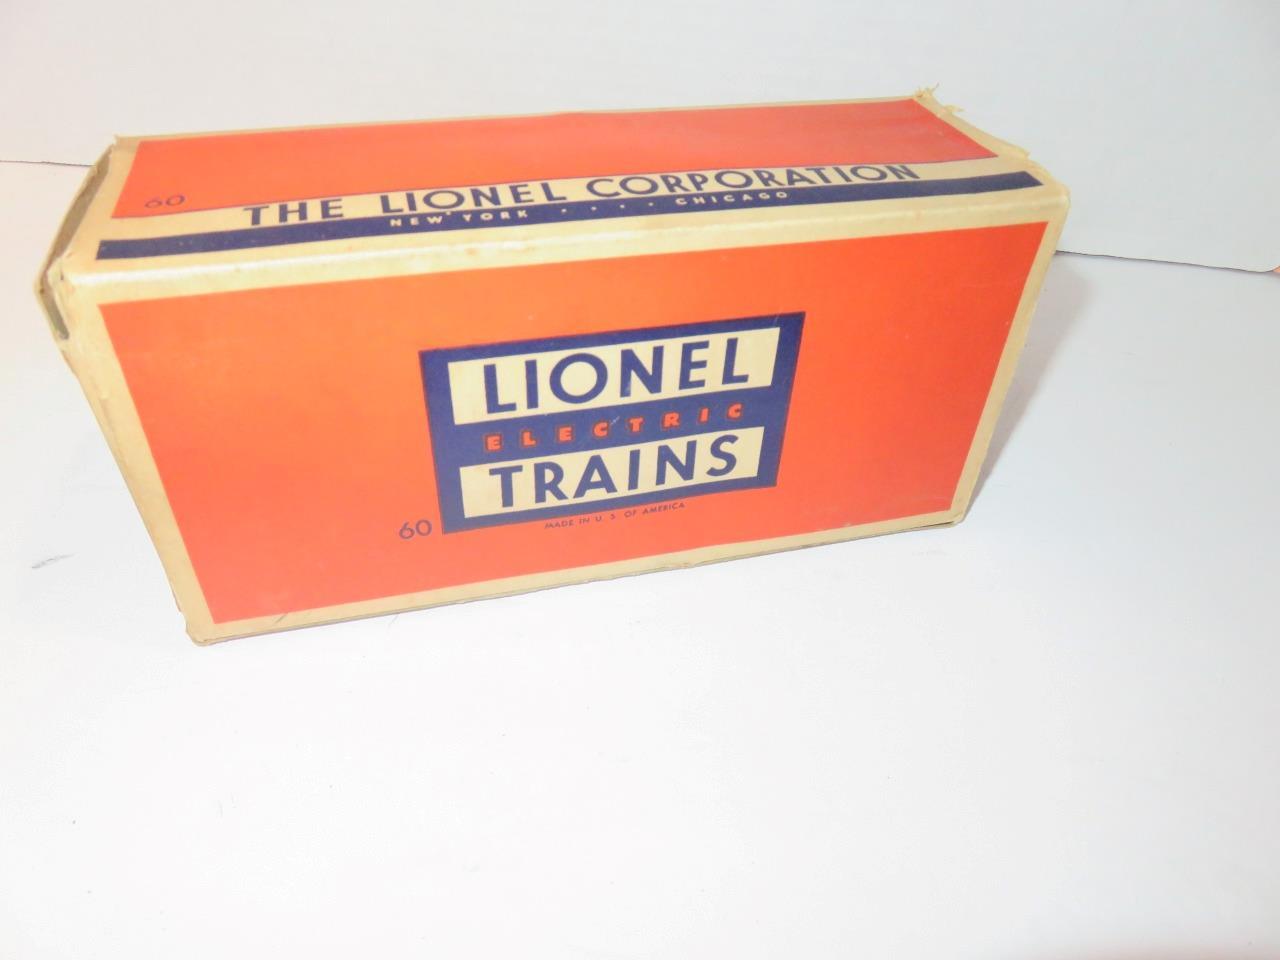 60
THE LIONEL CORPORATION
NEW YORK . . . . CHICAGO
LIONEL
ELECTRIC
TRAINS
60
MADE IN U. S. OF AMERICA